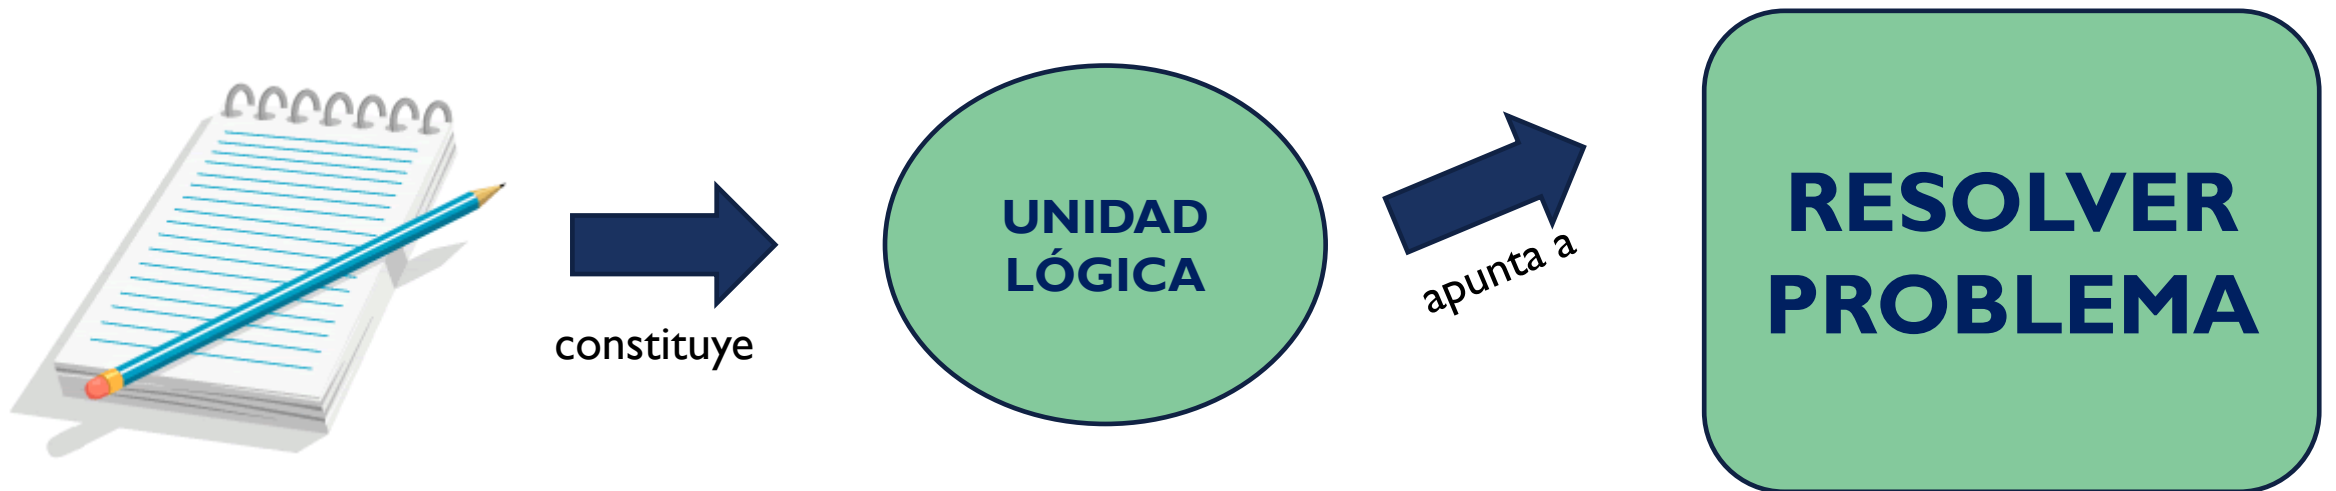 constituye
UNIDAD
LÓGICA
apunta a
RESOLVER
PROBLEMA